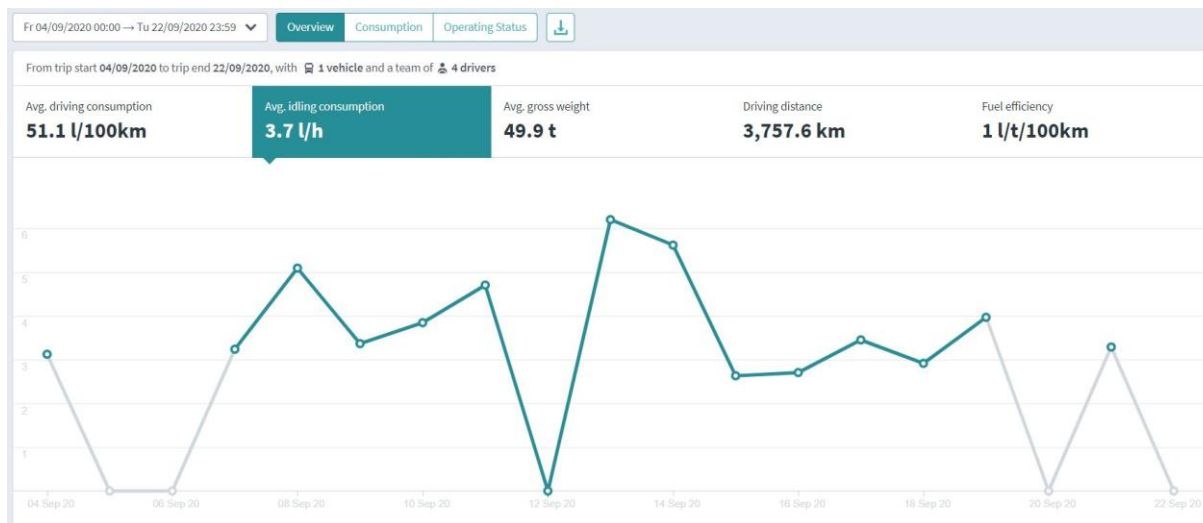 Fr 04/09/2020 00:00 → Tu 22/09/2020 23:59 Overview Consumption Operating Status
From trip start 04/09/2020 to trip end 22/09/2020, with 1 vehicle and a team of 4 drivers
Avg. driving consumption Avg. idling consumption Avg. gross weight Driving distance Fuel efficiency
51.1 l/100km 3.7 l/h 49.9 t 3,757.6 km 1 l/t/100km
6
5
4
3
2
1
04 Sep 20 06 Sep 20 08 Sep 20 10 Sep 20 12 Sep 20 14 Sep 20 16 Sep 20 18 Sep 20 20 Sep 20 22 Sep 20